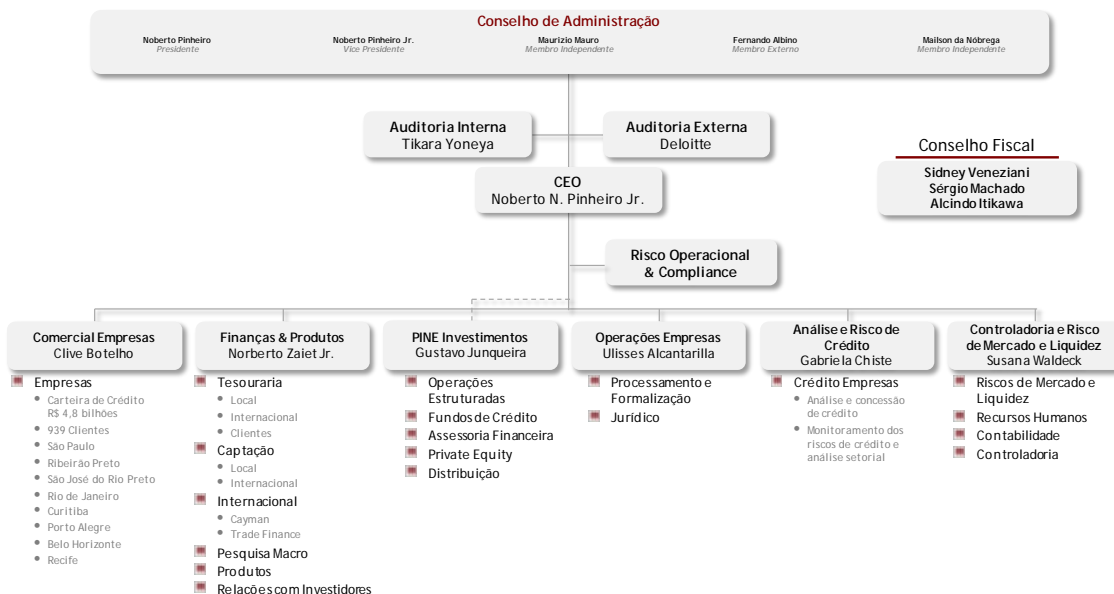 Conselho de Administração
Noberto Pinheiro
Presidente
Noberto Pinheiro Jr.
Vice Presidente
Maurizio Mauro
Membro Independente
Fernando Albino
Membro Externo
Mailson da Nóbrega
Membro Independente
Auditoria Interna
Tikara Yoneya
Auditoria Externa
Deloitte
Conselho Fiscal
Sidney Veneziani
Sérgio Machado
Alcindo Itikawa
CEO
Noberto N. Pinheiro Jr.
Risco Operacional
& Compliance
Comercial Empresas
Clive Botelho
Empresas
Carteira de Crédito
R$ 4,8 bilhões
939 Clientes
São Paulo
Ribeirão Preto
São José do Rio Preto
Rio de Janeiro
Curitiba
Porto Alegre
Belo Horizonte
Recife
Finanças & Produtos
Norberto Zaiet Jr.
Tesouraria
Local
Internacional
Clientes
Captação
Local
Internacional
Internacional
Cayman
Trade Finance
Pesquisa Macro
Produtos
Relações com Investidores
PINE Investimentos
Gustavo Junqueira
Operações
Estruturadas
Fundos de Crédito
Assessoria Financeira
Private Equity
Distribuição
Operações Empresas
Ulisses Alcantarilla
Processamento e
Formalização
Jurídico
Análise e Risco de
Crédito
Gabriela Chiste
Crédito Empresas
Análise e concessão
de crédito
Monitoramento dos
riscos de crédito e
análise setorial
Controladoria e Risco
de Mercado e Liquidez
Susana Waldeck
Riscos de Mercado e
Liquidez
Recursos Humanos
Contabilidade
Controladoria